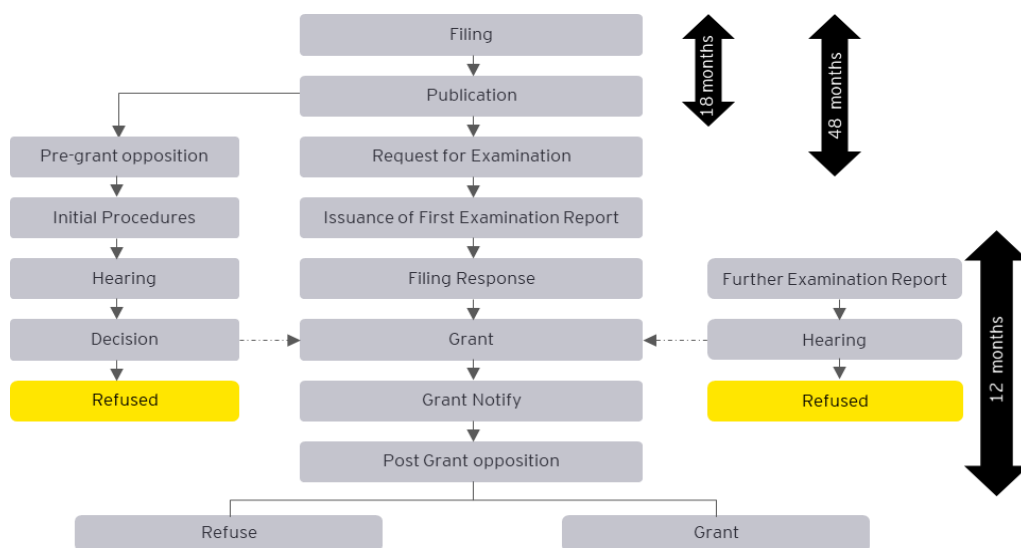 Filing
18 months
48 months
Publication
Pre-grant opposition
Request for Examination
Initial Procedures
Issuance of First Examination Report
Hearing
Filing Response
Further Examination Report
Decision
Grant
Hearing
12 months
Refused
Grant Notify
Refused
Post Grant opposition
Refuse
Grant